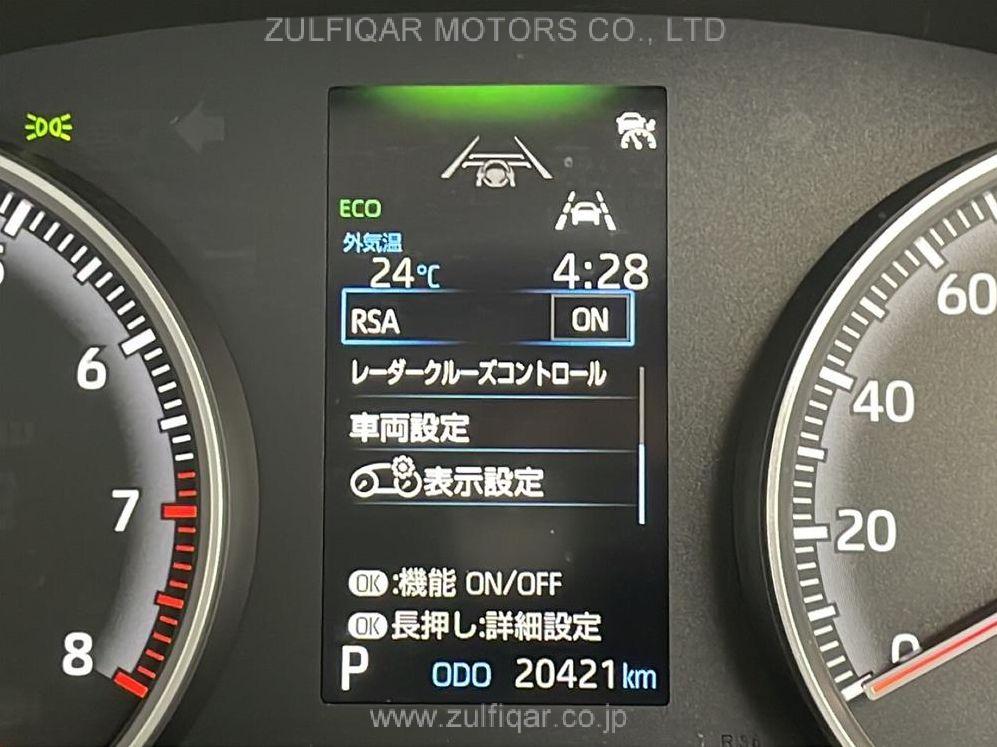 ZULFIQAR MOTORS CO., LTD
ECO
外気温
24°C 4:28
RSA ON
レーダークルーズコントロール
車両設定
表示設定
OK:機能 ON/OFF
OK長押し:詳細設定
P ODO 20421 km
6
7
8
60
40
20
0
www.zulfiqar.co.jp